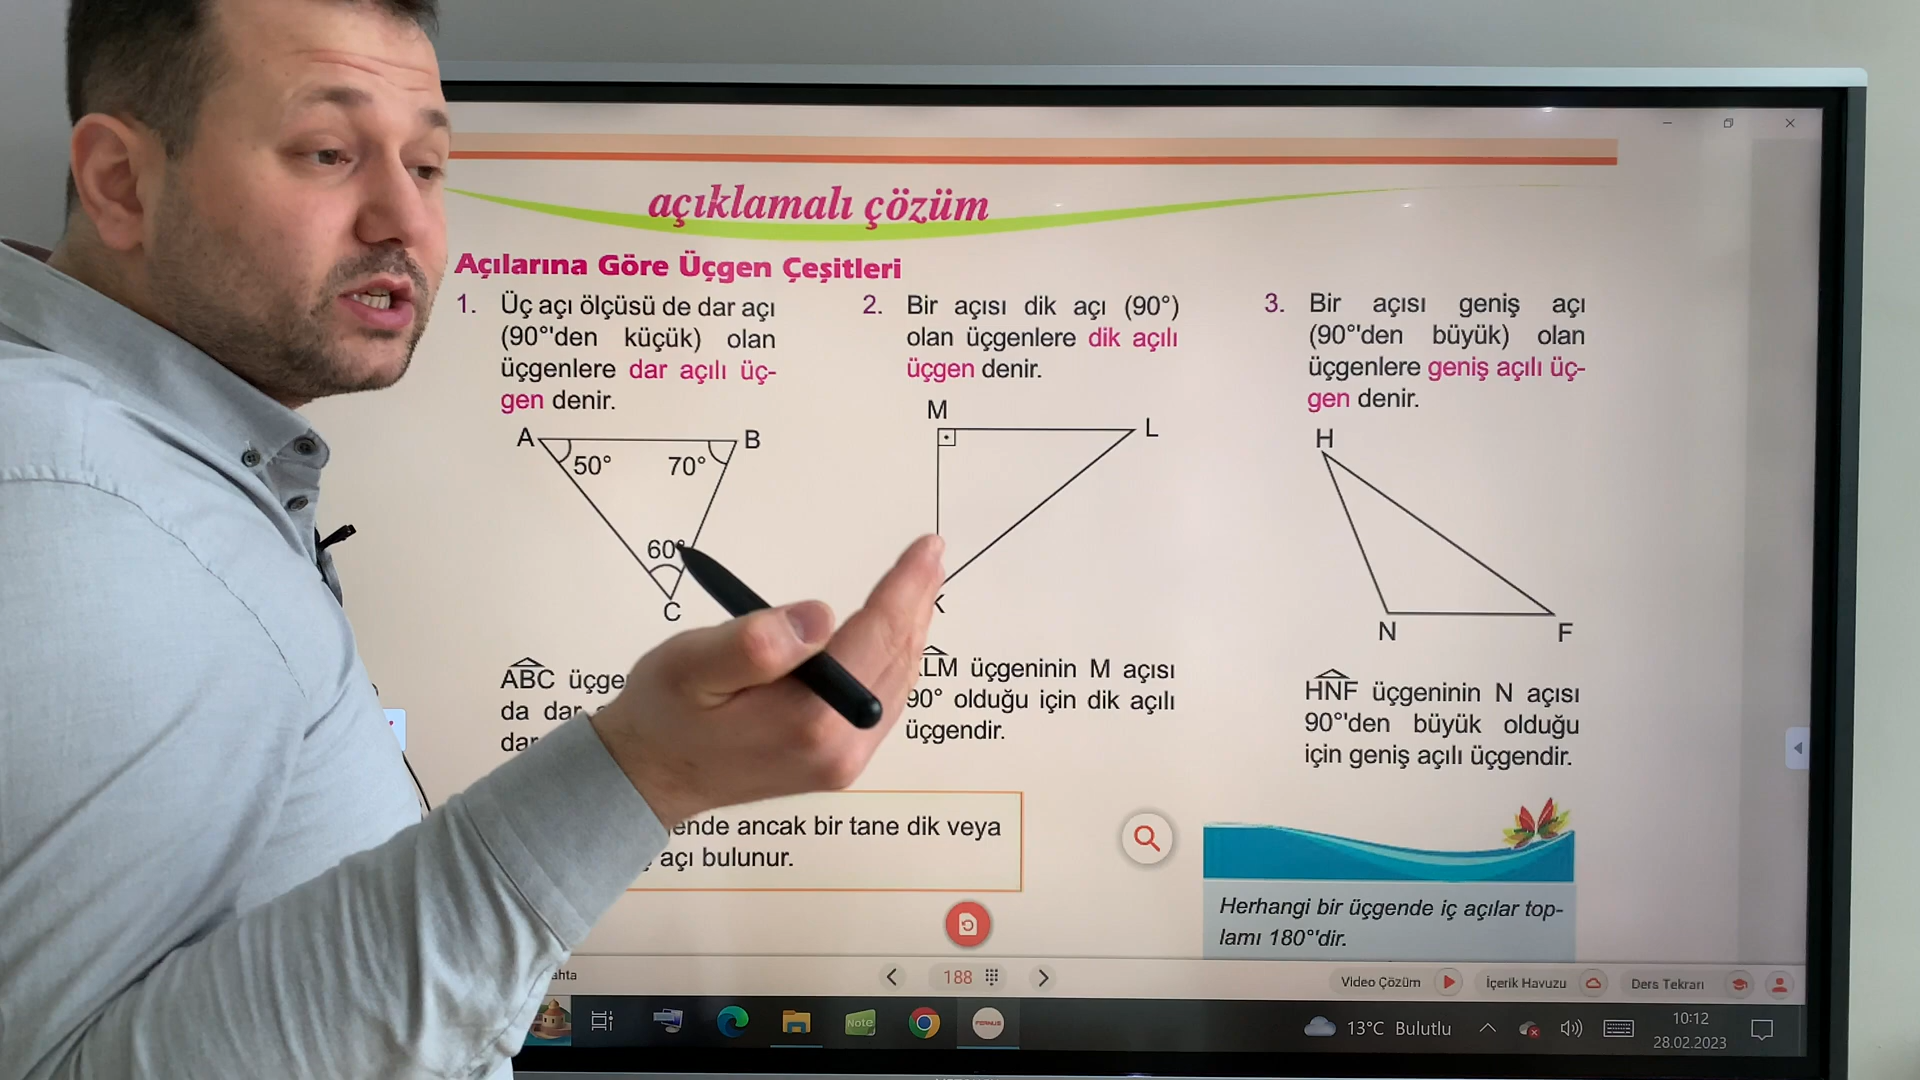 açıklamalı çözüm
Açılarına Göre Üçgen Çeşitleri
1. Üç açı ölçüsü de dar açı
(90°'den küçük) olan
üçgenlere dar açılı üç-
gen denir.
A
B
50°
70°
60°
C
ABC üçge
da dar
dar
2. Bir açısı dik açı (90°)
olan üçgenlere dik açılı
üçgen denir.
M
L
K
LM üçgeninin M açısı
90° olduğu için dik açılı
üçgendir.
3. Bir açısı geniş açı
(90°'den büyük) olan
üçgenlere geniş açılı üç-
gen denir.
H
N
F
HNF üçgeninin N açısı
90°'den büyük olduğu
için geniş açılı üçgendir.
ende ancak bir tane dik veya
açı bulunur.
Herhangi bir üçgende iç açılar top-
lamı 180°'dir.
ahta
188
Video Çözüm
İçerik Havuzu
Ders Tekrarı
Note
FERNUS
13°C Bulutlu
10:12
28.02.2023